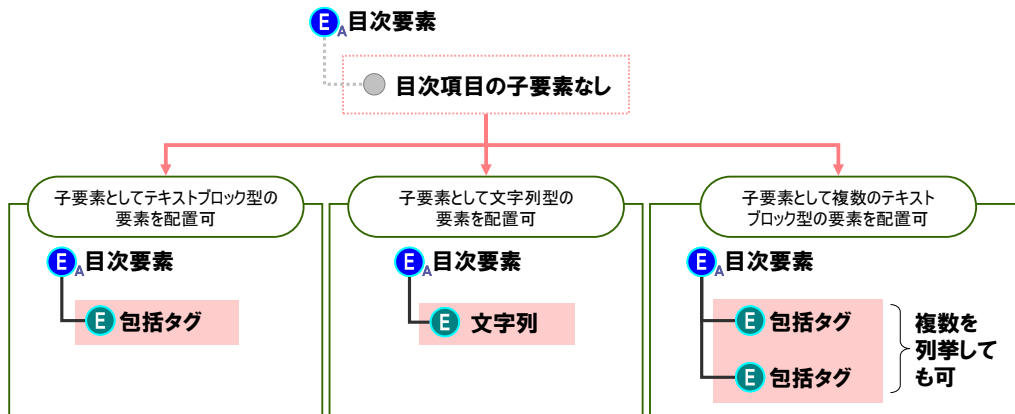 E A 目次要素
目次項目の子要素なし
子要素としてテキストブロック型の
要素を配置可
E A 目次要素
E 包括タグ
子要素として文字列型の
要素を配置可
E A 目次要素
E 文字列
子要素として複数のテキスト
ブロック型の要素を配置可
E A 目次要素
E 包括タグ
E 包括タグ
複数を
列挙して
も可